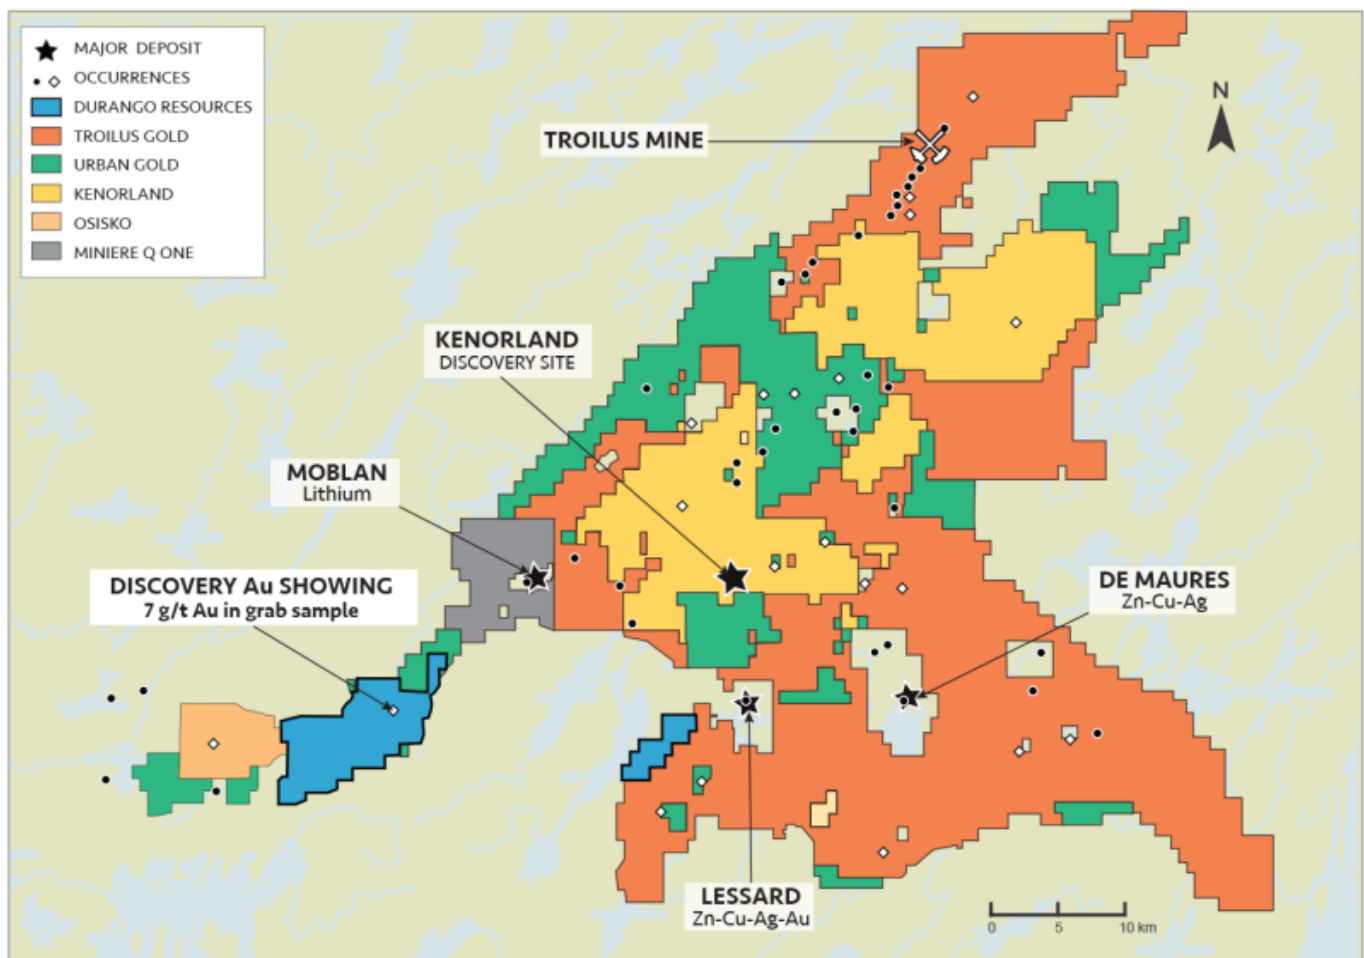 MAJOR DEPOSIT
OCCURRENCES
DURANGO RESOURCES
TROILUS GOLD
URBAN GOLD
KENORLAND
OSISKO
MINIERE Q ONE
N
TROILUS MINE
KENORLAND
DISCOVERY SITE
MOBLAN
Lithium
DISCOVERY Au SHOWING
7 g/t Au in grab sample
DE MAURES
Zn-Cu-Ag
LESSARD
Zn-Cu-Ag-Au
0 5 10 km